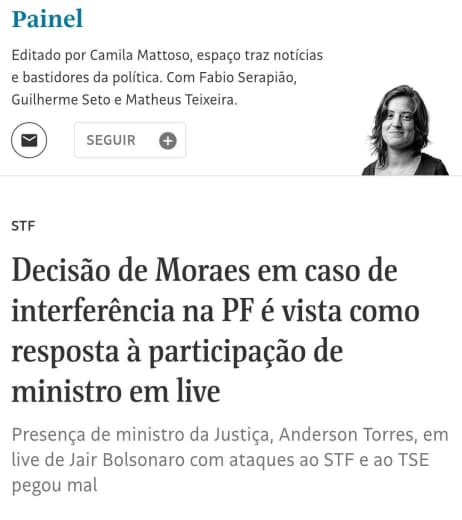 Painel
Editado por Camila Mattoso, espaço traz notícias
e bastidores da política. Com Fabio Serapião,
Guilherme Seto e Matheus Teixeira.
SEGUIR
STF
Decisão de Moraes em caso de
interferência na PF é vista como
resposta à participação de
ministro em live
Presença de ministro da Justiça, Anderson Torres, em
live de Jair Bolsonaro com ataques ao STF e ao TSE
pegou mal